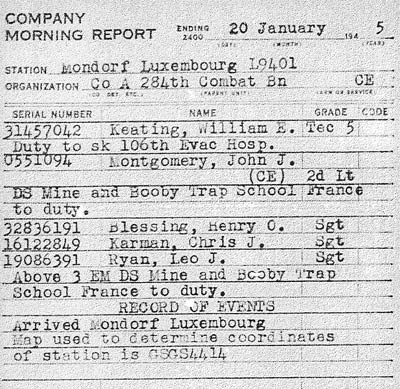 COMPANY
MORNING REPORT ENDING 2400 20 January 194 5
(DATE) (MONTH) (YEAR)
STATION Mondorf Luxembourg L9401
ORGANIZATION Co A 284th Combat Bn CE
(CO. DET. ETC.) (PARENT UNIT) (ARM OR SERVICE)
SERIAL NUMBER NAME GRADE CODE
31457042 Keating, William E. Tec 5
Duty to sk 106th Evac Hosp.
0551094 Montgomery, John J.
(CE) 2d Lt
DS Mine and Booby Trap School France
to duty.
32836191 Blessing, Henry O. Sgt
16122849 Karman, Chris J. Sgt
19086391 Ryan, Leo J. Sgt
Above 3 EM DS Mine and Booby Trap
School France to duty.
RECORD OF EVENTS
Arrived Mondorf Luxembourg
Map used to determine coordinates
of station is GSGS4414